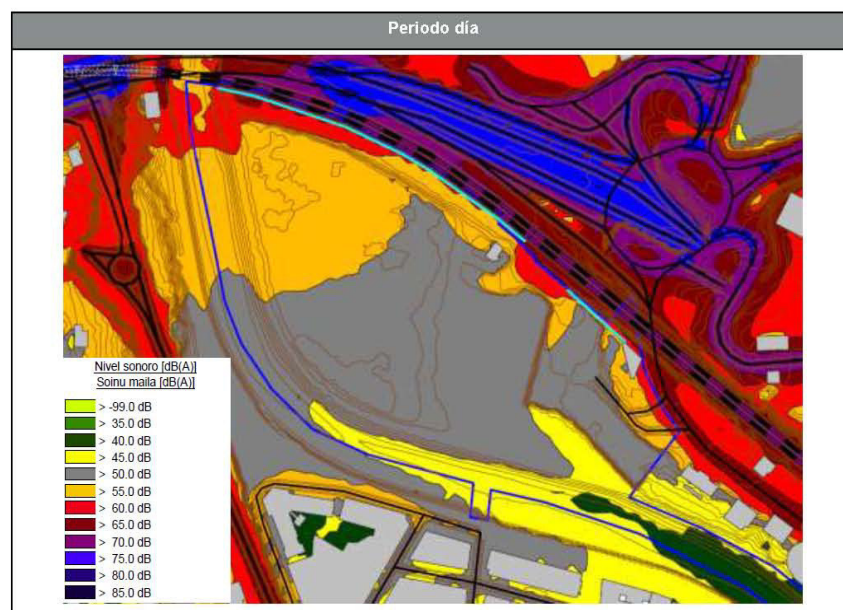 Periodo día
Nivel sonoro [dB(A)]
Soinu maila [dB(A)]
> -99.0 dB
> 35.0 dB
> 40.0 dB
> 45.0 dB
> 50.0 dB
> 55.0 dB
> 60.0 dB
> 65.0 dB
> 70.0 dB
> 75.0 dB
> 80.0 dB
> 85.0 dB